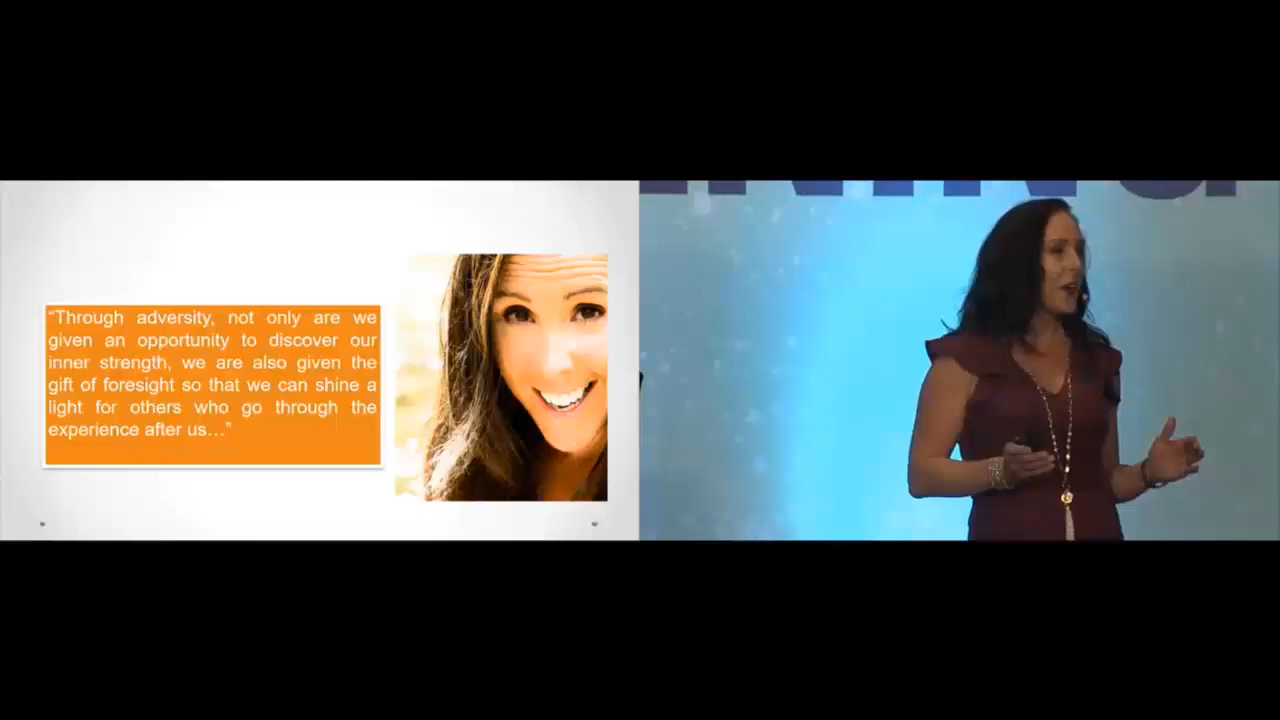 “Through adversity, not only are we
given an opportunity to discover our
inner strength, we are also given the
gift of foresight so that we can shine a
light for others who go through the
experience after us…”